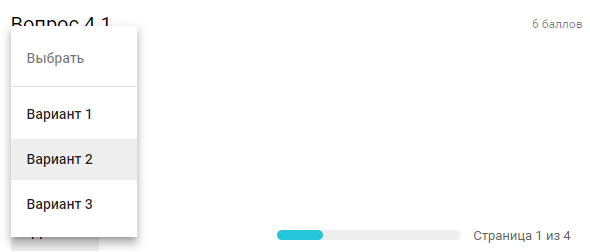 Вопрос 4.1
6 баллов
Выбрать
Вариант 1
Вариант 2
Вариант 3
Страница 1 из 4